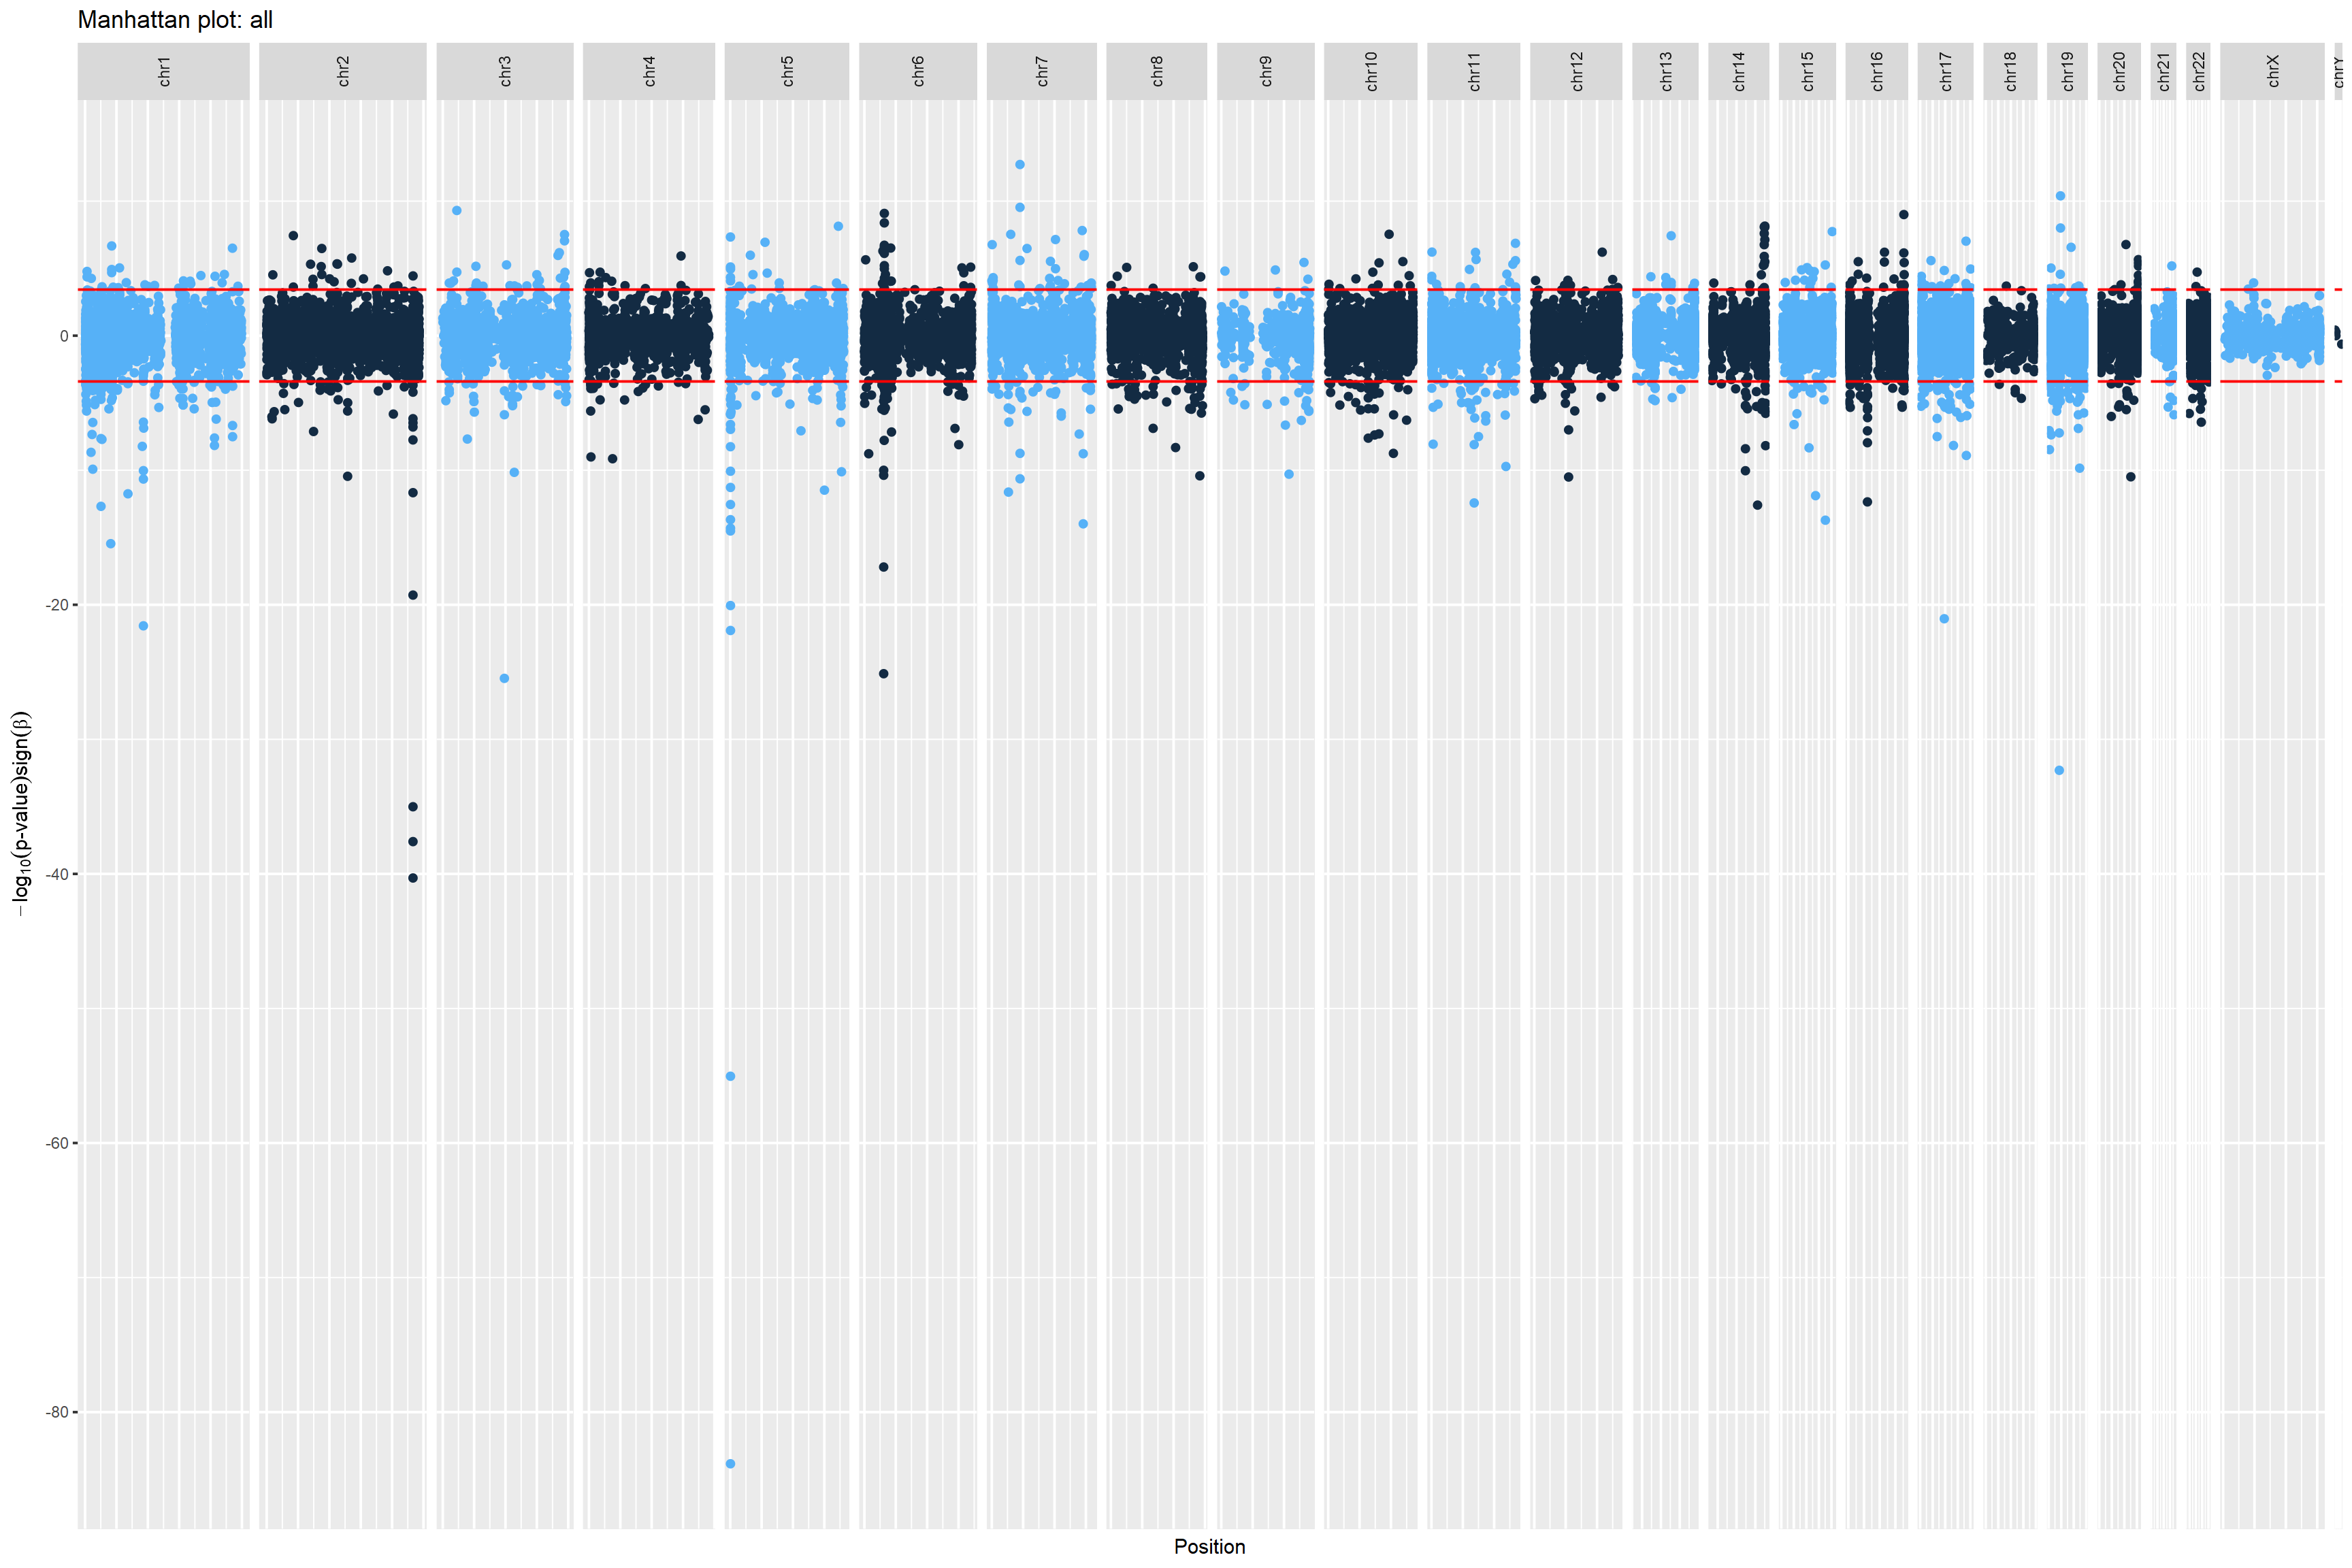 Manhattan plot: all
chr1 chr2 chr3 chr4 chr5 chr6 chr7 chr8 chr9 chr10 chr11 chr12 chr13 chr14 chr15 chr16 chr17 chr18 chr19 chr20 chr21 chr22 chrX chrY
0
-20
-40
-60
-80
−log10(p-value)sign(β)
Position